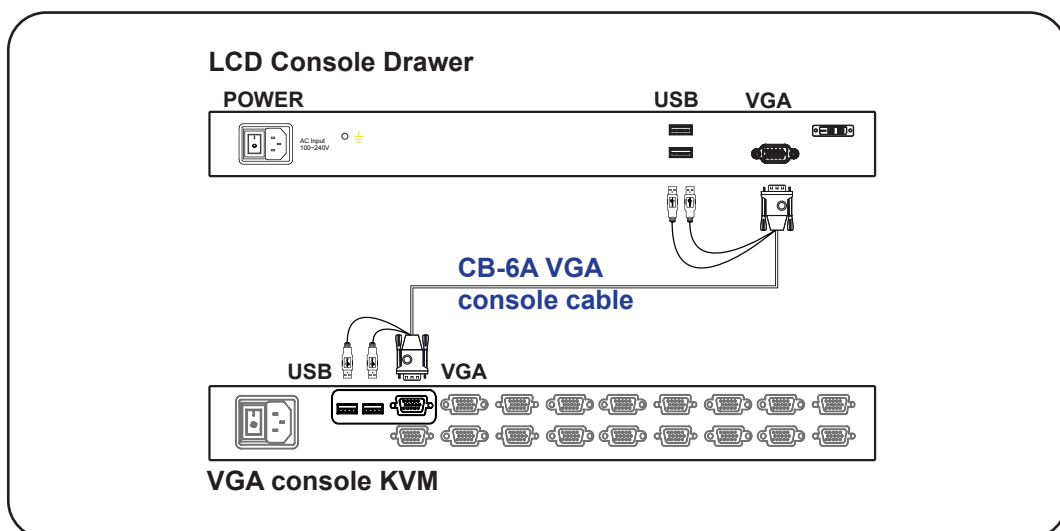 LCD Console Drawer
POWER
USB
VGA
AC Input
100~240V
CB-6A VGA
console cable
USB
VGA
VGA console KVM